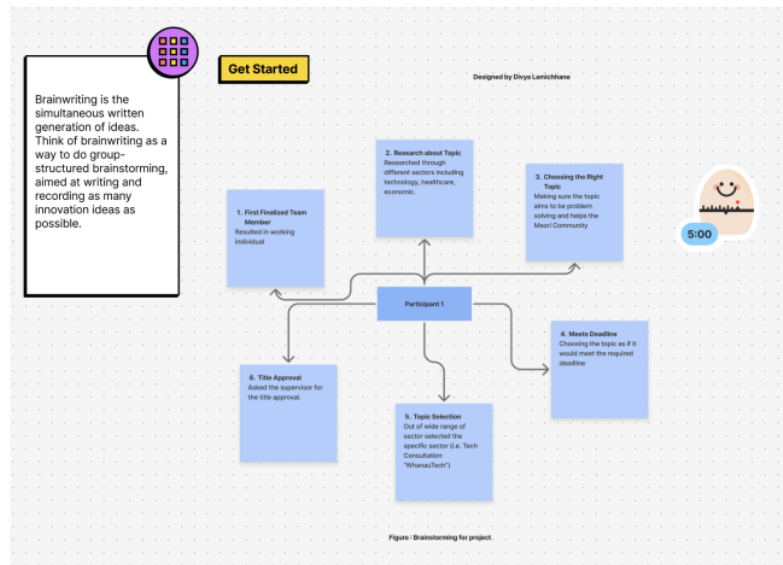 Get Started
Designed by Divya Lamichhane
Brainwriting is the
simultaneous written
generation of ideas.
Think of brainwriting as a
way to do group-
structured brainstorming,
aimed at writing and
recording as many
innovation ideas as
possible.
1. First Finalized Team
Member
Resulted in working
individual
2. Research about Topic
Researched through
different sectors including
technology, healthcare,
economic.
3. Choosing the Right
Topic
Making sure the topic
aims to be problem
solving and helps the
Maori Community
5:00
Participant 1
4. Meets Deadline
Choosing the topic as if it
would meet the required
deadline
6. Title Approval
Asked the supervisor for
the title approval.
5. Topic Selection
Out of wide range of
sector selected the
specific sector (i.e. Tech
Consultation
"WhanauTech")
Figure : Brainstorming for project